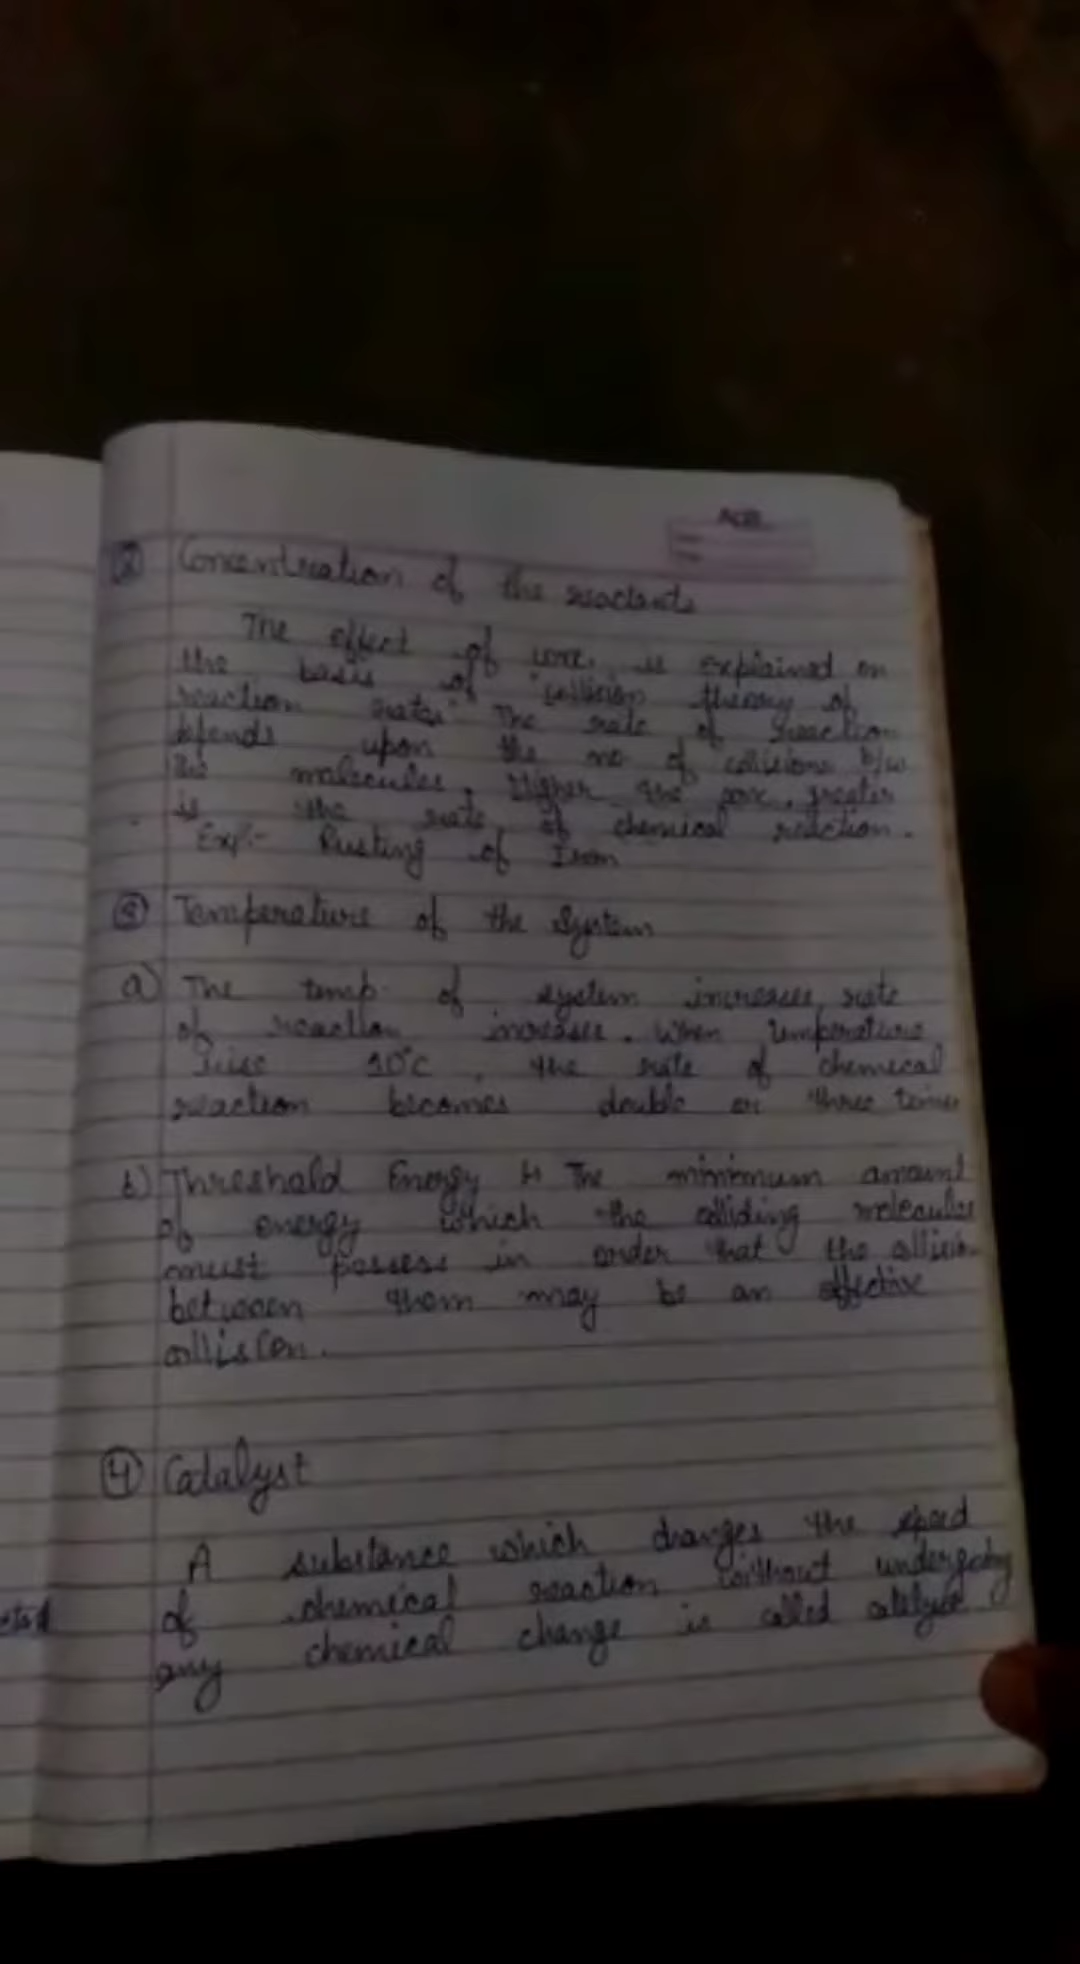 ② Concentration of the reactants
The effect of conc. is explained on
the basis of "collision theory of
reaction rates" The rate of reaction
depends upon the no of collisions b/w
the molecules. Higher the conc, greater
is the rate of chemical reaction.
Exp:- Rusting of Iron
③ Temperature of the System
a) The temp. of system increases, rate
of reaction increase. When temperature
rise 10°C, the rate of chemical
reaction becomes double or three times
b) Threshold Energy The minimum amount
of energy which the colliding molecules
must possess in order that the
between them may be an effective
collision.
④ Catalyst
A substance which changes the speed
of chemical reaction without undergoing
any chemical change is called catalyst